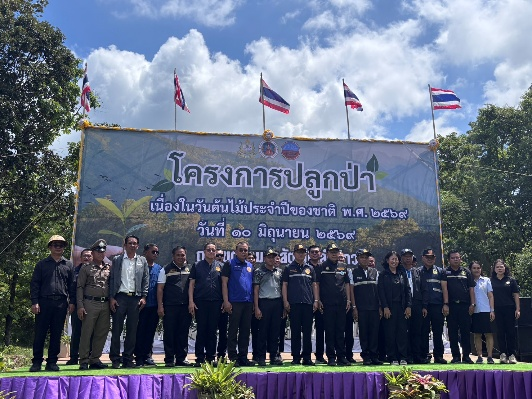 โครงการปลูกป่า
เนื่องในวันต้นไม้ประจำปีของชาติ พ.ศ. ๒๕๖๙
วันที่ ๑๐ มิถุนายน ๒๕๖๙